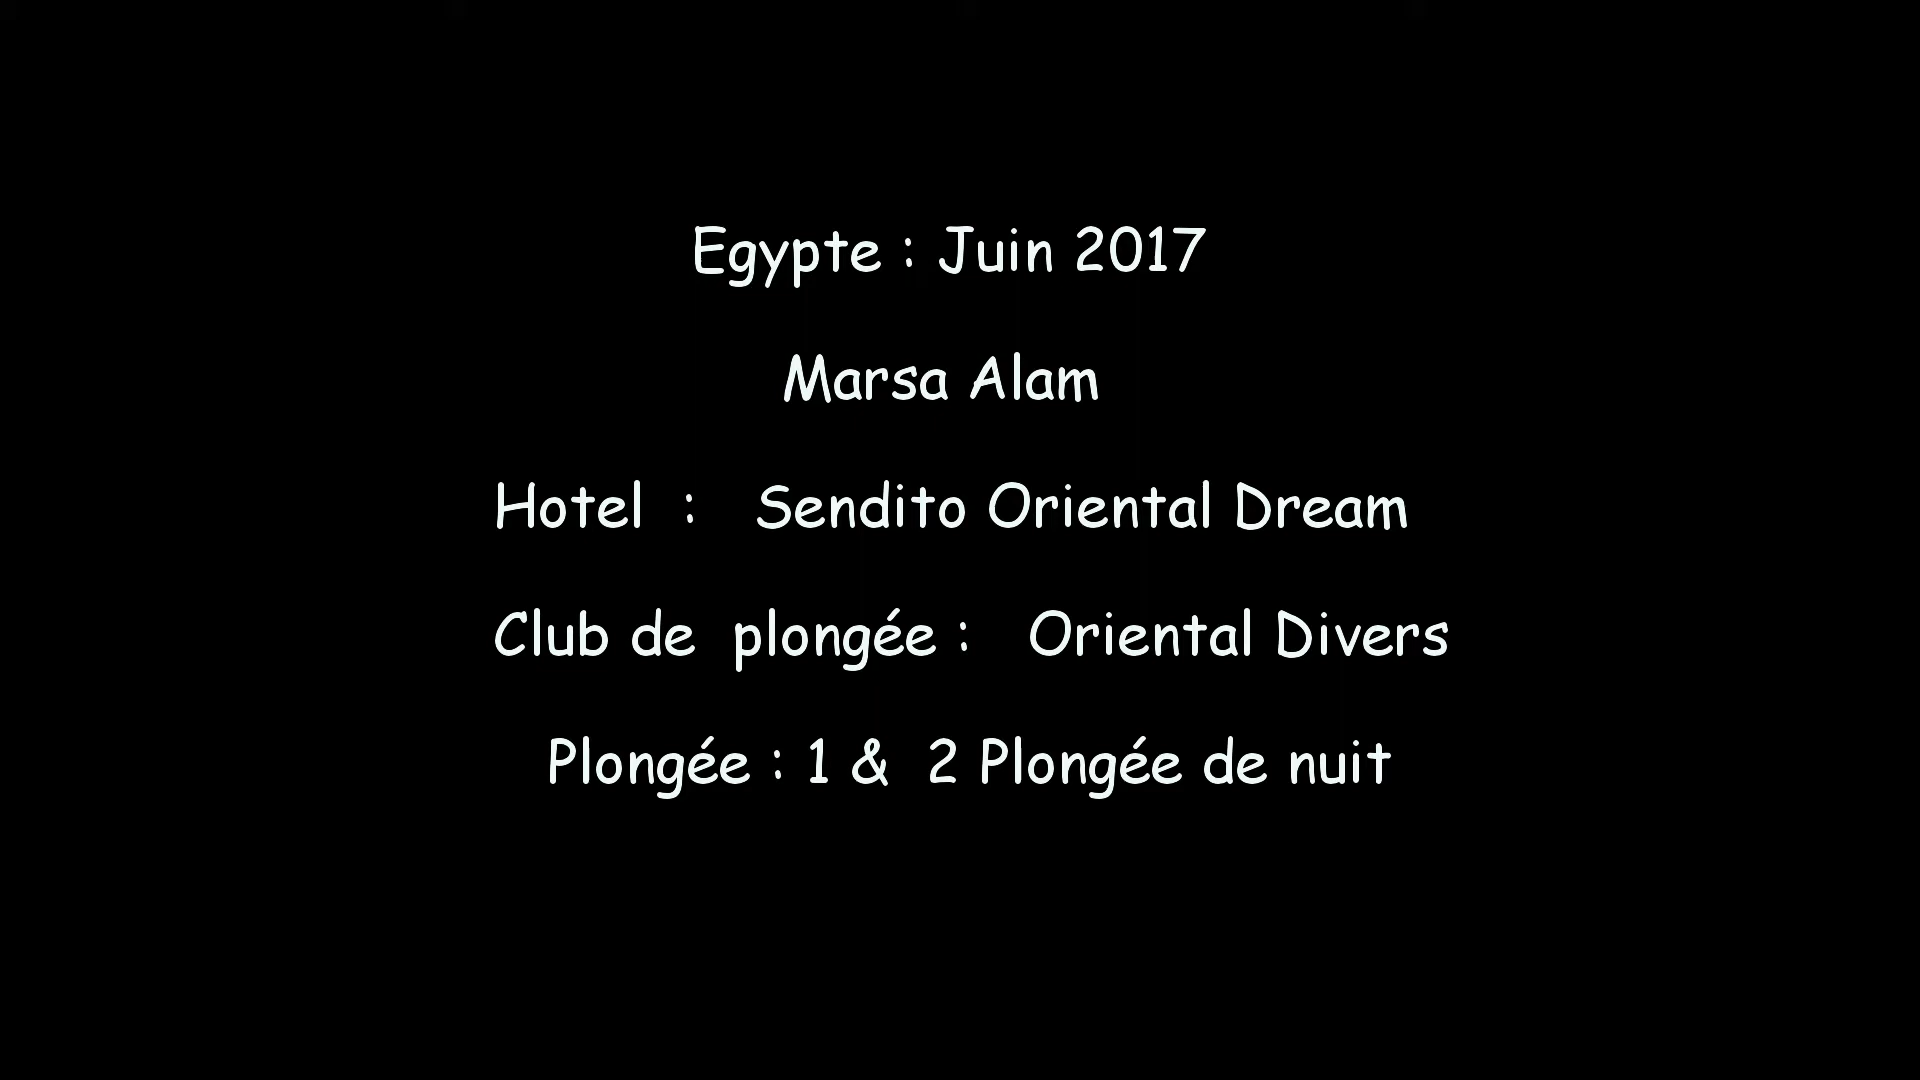 Egypte : Juin 2017
Marsa Alam
Hotel : Sendito Oriental Dream
Club de plongée : Oriental Divers
Plongée : 1 & 2 Plongée de nuit